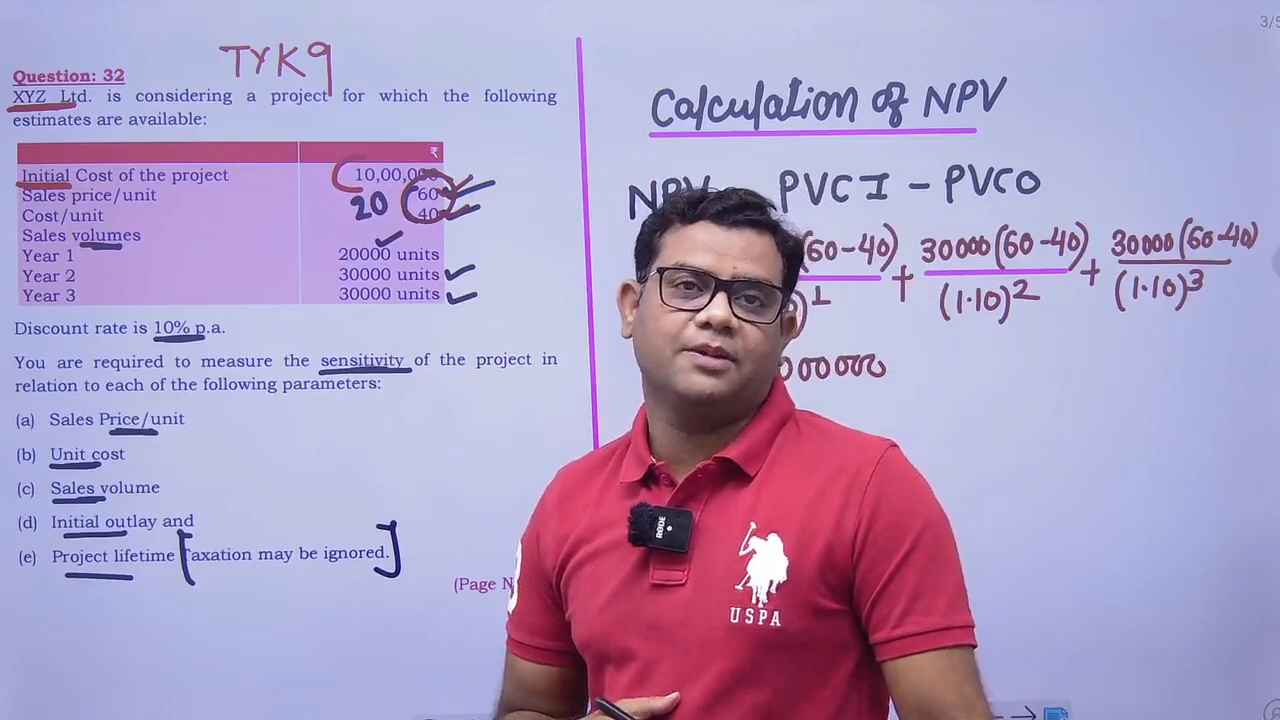 3/5
TYK9
Question: 32
XYZ Ltd. is considering a project for which the following
estimates are available:
₹
Initial Cost of the project 10,00,000
Sales price/unit 60
20
Cost/unit 40
Sales volumes
Year 1 20000 units
Year 2 30000 units
Year 3 30000 units
Discount rate is 10% p.a.
You are required to measure the sensitivity of the project in
relation to each of the following parameters:
(a) Sales Price/unit
(b) Unit cost
(c) Sales volume
(d) Initial outlay and
(e) Project lifetime [Taxation may be ignored.]
(Page N
Calculation of NPV
NPV PVCI - PVCO
(60-40) + 30000(60-40) + 30000(60-40)
)1 (1.10)2 (1.10)3
000000
RODE
USPA